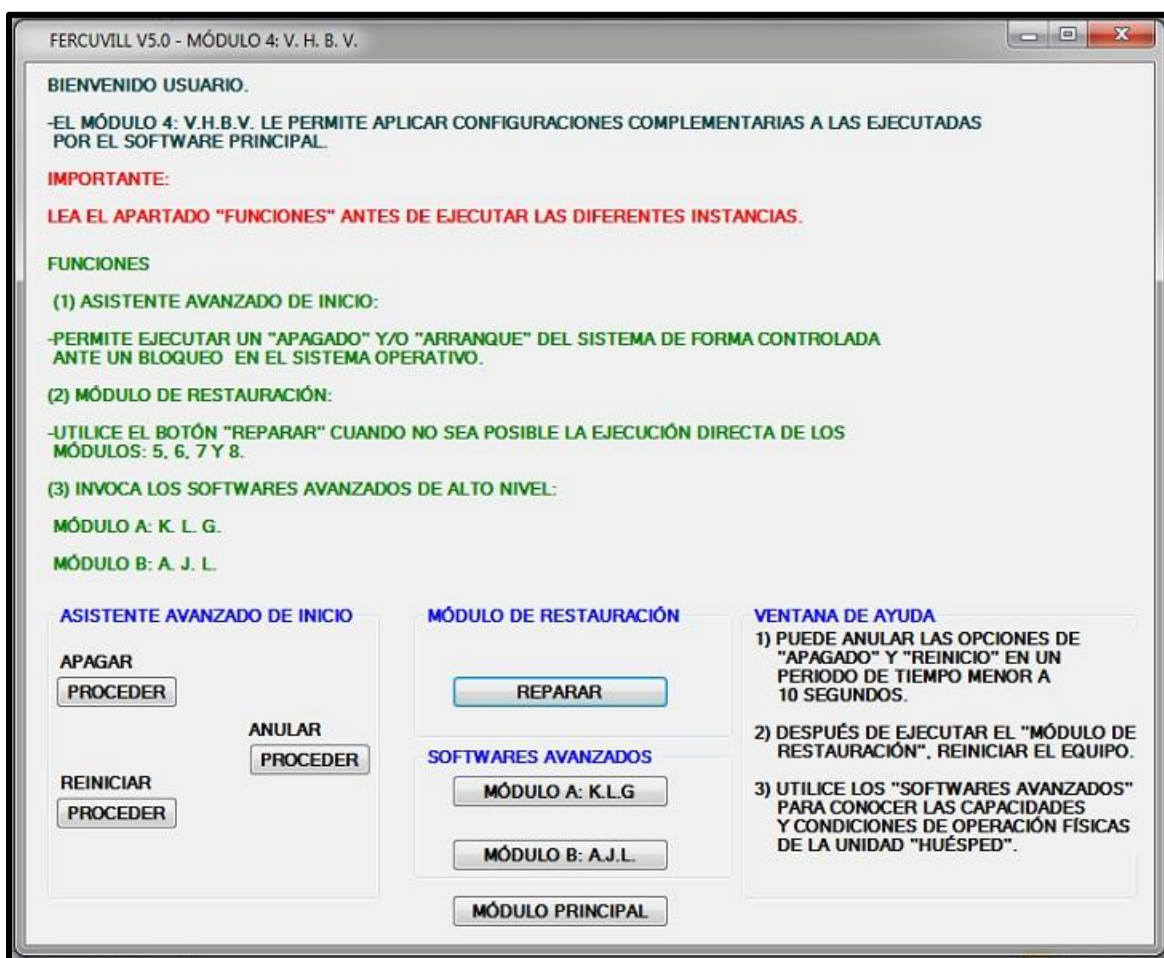 FERCUVILL V5.0 - MÓDULO 4: V. H. B. V.
BIENVENIDO USUARIO.
-EL MÓDULO 4: V.H.B.V. LE PERMITE APLICAR CONFIGURACIONES COMPLEMENTARIAS A LAS EJECUTADAS
POR EL SOFTWARE PRINCIPAL.
IMPORTANTE:
LEA EL APARTADO "FUNCIONES" ANTES DE EJECUTAR LAS DIFERENTES INSTANCIAS.
FUNCIONES
(1) ASISTENTE AVANZADO DE INICIO:
-PERMITE EJECUTAR UN "APAGADO" Y/O "ARRANQUE" DEL SISTEMA DE FORMA CONTROLADA
ANTE UN BLOQUEO EN EL SISTEMA OPERATIVO.
(2) MÓDULO DE RESTAURACIÓN:
-UTILICE EL BOTÓN "REPARAR" CUANDO NO SEA POSIBLE LA EJECUCIÓN DIRECTA DE LOS
MÓDULOS: 5, 6, 7 Y 8.
(3) INVOCA LOS SOFTWARES AVANZADOS DE ALTO NIVEL:
MÓDULO A: K. L. G.
MÓDULO B: A. J. L.
ASISTENTE AVANZADO DE INICIO
APAGAR
PROCEDER
ANULAR
PROCEDER
REINICIAR
PROCEDER
MÓDULO DE RESTAURACIÓN
REPARAR
SOFTWARES AVANZADOS
MÓDULO A: K.L.G
MÓDULO B: A.J.L.
MÓDULO PRINCIPAL
VENTANA DE AYUDA
1) PUEDE ANULAR LAS OPCIONES DE
"APAGADO" Y "REINICIO" EN UN
PERIODO DE TIEMPO MENOR A
10 SEGUNDOS.
2) DESPUÉS DE EJECUTAR EL "MÓDULO DE
RESTAURACIÓN", REINICIAR EL EQUIPO.
3) UTILICE LOS "SOFTWARES AVANZADOS"
PARA CONOCER LAS CAPACIDADES
Y CONDICIONES DE OPERACIÓN FÍSICAS
DE LA UNIDAD "HUÉSPED".